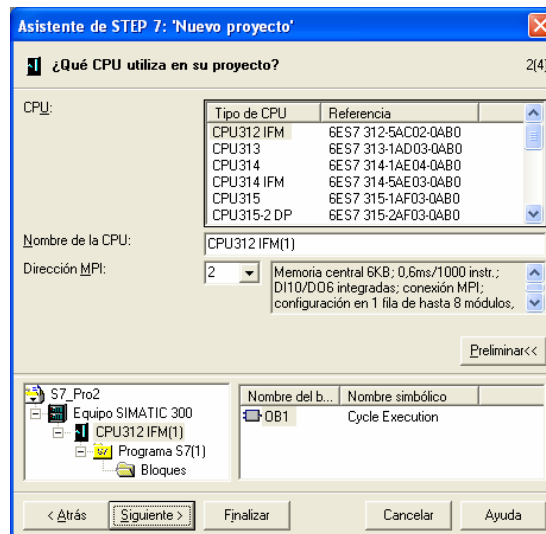 Asistente de STEP 7: 'Nuevo proyecto'
¿Qué CPU utiliza en su proyecto? 2(4)
CPU:
Tipo de CPU Referencia
CPU312 IFM 6ES7 312-5AC02-0AB0
CPU313 6ES7 313-1AD03-0AB0
CPU314 6ES7 314-1AE04-0AB0
CPU314 IFM 6ES7 314-5AE03-0AB0
CPU315 6ES7 315-1AF03-0AB0
CPU315-2 DP 6ES7 315-2AF03-0AB0
Nombre de la CPU: CPU312 IFM(1)
Dirección MPI: 2 Memoria central 6KB; 0,6ms/1000 instr.;
DI10/DO6 integradas; conexión MPI;
configuración en 1 fila de hasta 8 módulos,
Preliminar<<
S7_Pro2
Equipo SIMATIC 300
CPU312 IFM(1)
Programa S7(1)
Bloques
Nombre del b... Nombre simbólico
OB1 Cycle Execution
< Atrás Siguiente > Finalizar Cancelar Ayuda